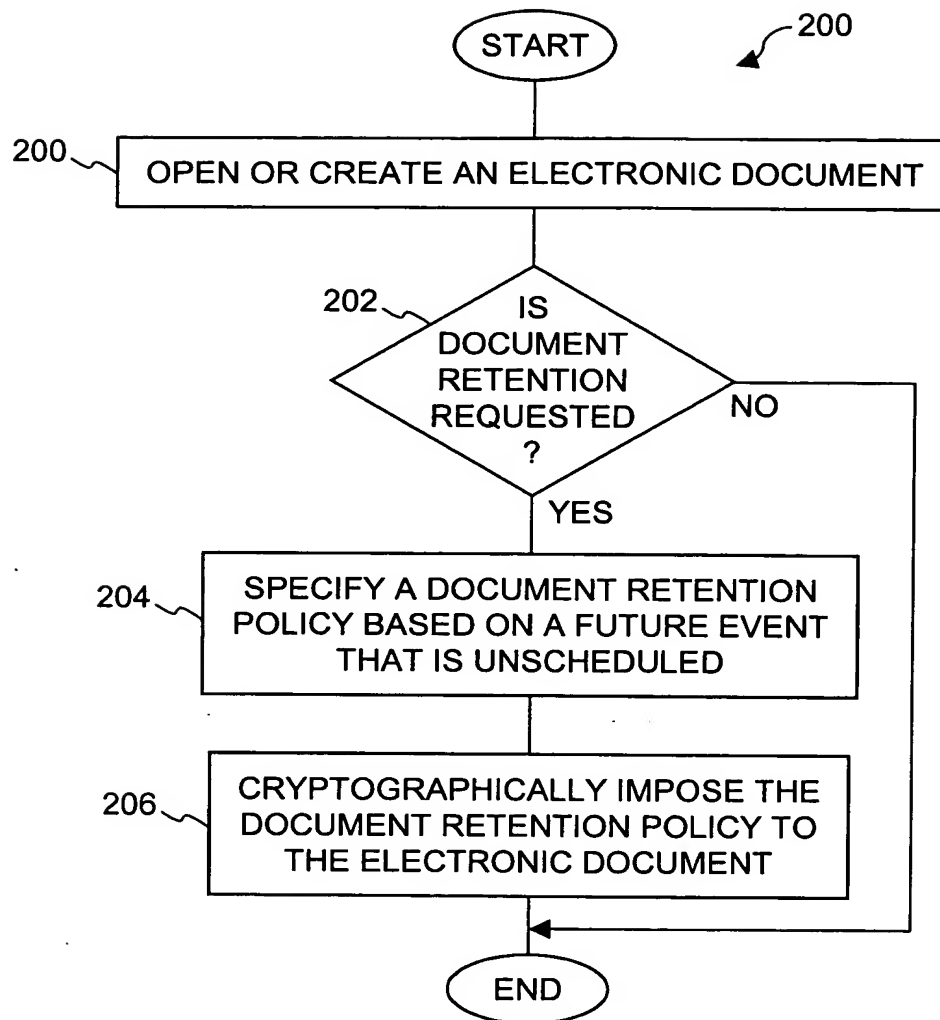 START
200
200
OPEN OR CREATE AN ELECTRONIC DOCUMENT
202
IS
DOCUMENT
RETENTION
REQUESTED
?
NO
YES
204
SPECIFY A DOCUMENT RETENTION
POLICY BASED ON A FUTURE EVENT
THAT IS UNSCHEDULED
206
CRYPTOGRAPHICALLY IMPOSE THE
DOCUMENT RETENTION POLICY TO
THE ELECTRONIC DOCUMENT
END